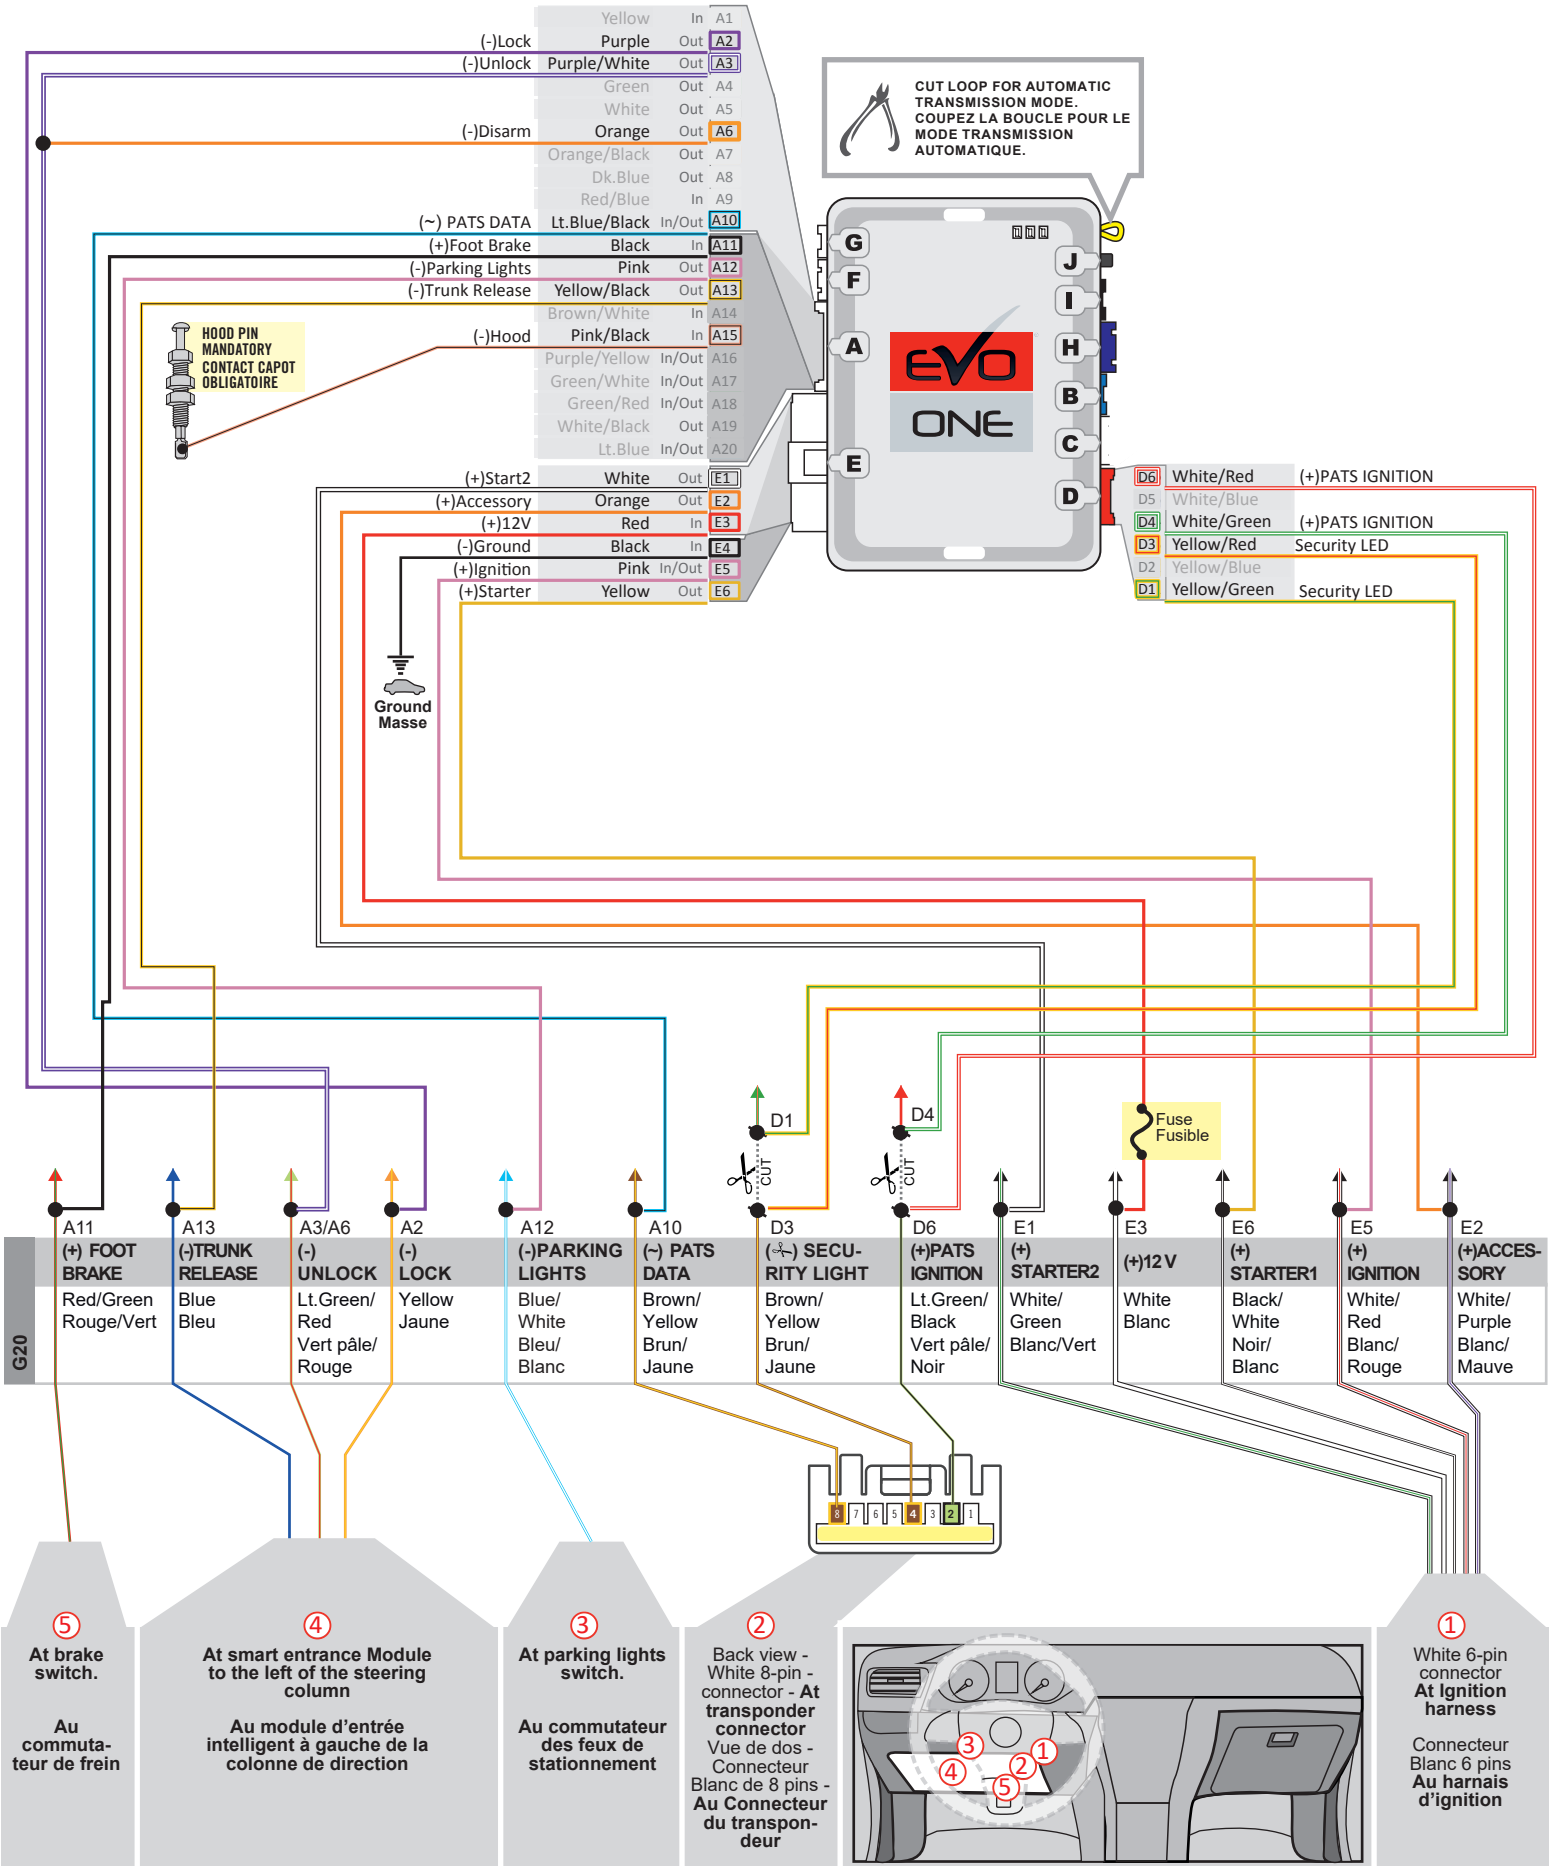 Yellow In A1
(-)Lock Purple Out A2
(-)Unlock Purple/White Out A3
Green Out A4
White Out A5
(-)Disarm Orange Out A6
Orange/Black Out A7
Dk.Blue Out A8
Red/Blue In A9
(~) PATS DATA Lt.Blue/Black In/Out A10
(+)Foot Brake Black In A11
(-)Parking Lights Pink Out A12
(-)Trunk Release Yellow/Black Out A13
Brown/White In A14
(-)Hood Pink/Black In A15
Purple/Yellow In/Out A16
Green/White In/Out A17
Green/Red In/Out A18
White/Black Out A19
Lt.Blue In/Out A20
(+)Start2 White Out E1
(+)Accessory Orange Out E2
(+)12V Red In E3
(-)Ground Black In E4
(+)Ignition Pink In/Out E5
(+)Starter Yellow Out E6
HOOD PIN
MANDATORY
CONTACT CAPOT
OBLIGATOIRE
CUT LOOP FOR AUTOMATIC
TRANSMISSION MODE.
COUPEZ LA BOUCLE POUR LE
MODE TRANSMISSION
AUTOMATIQUE.
G
F
A
E
J
I
H
B
C
D
EVO
ONE
D6 White/Red (+)PATS IGNITION
D5 White/Blue
D4 White/Green (+)PATS IGNITION
D3 Yellow/Red Security LED
D2 Yellow/Blue
D1 Yellow/Green Security LED
Ground
Masse
D1
CUT
D4
CUT
Fuse
Fusible
A11 A13 A3/A6 A2 A12 A10 D3 D6 E1 E3 E6 E5 E2
G20
(+) FOOT
BRAKE
Red/Green
Rouge/Vert
(-)TRUNK
RELEASE
Blue
Bleu
(-)
UNLOCK
Lt.Green/
Red
Vert pâle/
Rouge
(-)
LOCK
Yellow
Jaune
(-)PARKING
LIGHTS
Blue/
White
Bleu/
Blanc
(~) PATS
DATA
Brown/
Yellow
Brun/
Jaune
( ) SECU-
RITY LIGHT
Brown/
Yellow
Brun/
Jaune
(+)PATS
IGNITION
Lt.Green/
Black
Vert pâle/
Noir
(+)
STARTER2
White/
Green
Blanc/Vert
(+)12 V
White
Blanc
(+)
STARTER1
Black/
White
Noir/
Blanc
(+)
IGNITION
White/
Red
Blanc/
Rouge
(+)ACCES-
SORY
White/
Purple
Blanc/
Mauve
8 7 6 5 4 3 2 1
5
At brake
switch.
Au
commuta-
teur de frein
4
At smart entrance Module
to the left of the steering
column
Au module d'entrée
intelligent à gauche de la
colonne de direction
3
At parking lights
switch.
Au commutateur
des feux de
stationnement
2
Back view -
White 8-pin -
connector - At
transponder
connector
Vue de dos -
Connecteur
Blanc de 8 pins -
Au Connecteur
du transpon-
deur
3
1
4
2
5
1
White 6-pin
connector
At Ignition
harness
Connecteur
Blanc 6 pins
Au harnais
d'ignition